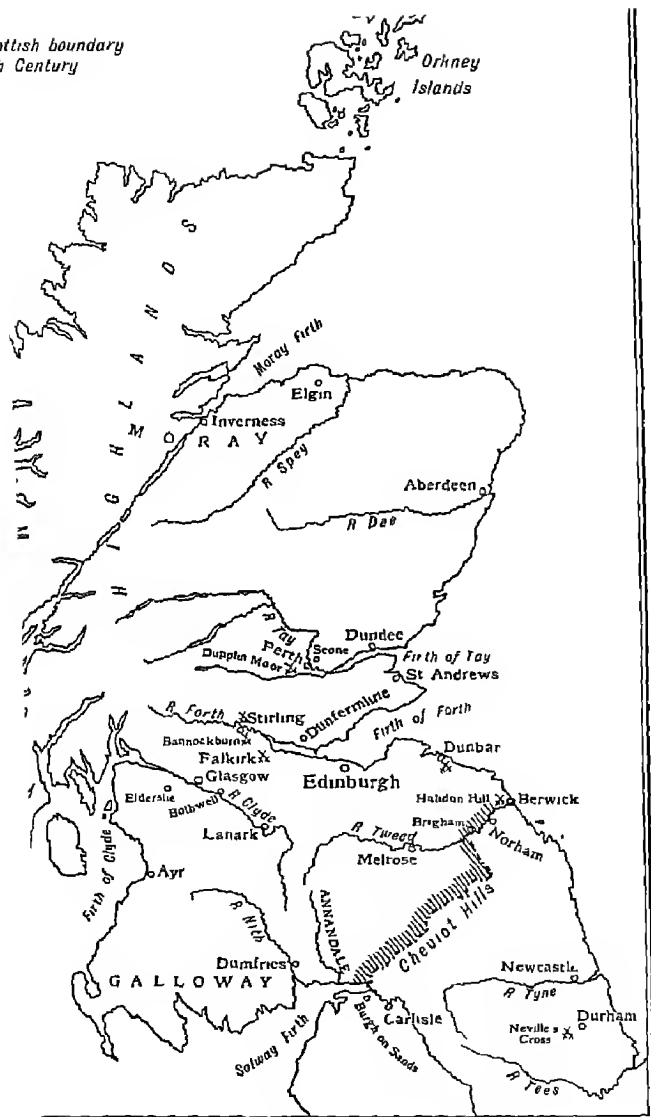 ottish boundary
h Century
Orkney
Islands
HIGHLANDS
Moray Firth
Elgin
Inverness
MORAY
R Spey
Aberdeen
R Dee
R Tay
Perth
Scone
Dundee
Dupplin Moor
Firth of Tay
St Andrews
R Forth
Stirling
Dunfermline
Firth of Forth
Bannockburn
Falkirk
Dunbar
Glasgow
Edinburgh
Elderslie
Bothwell
R Clyde
Halidon Hill
Berwick
Lanark
Brigham
Norham
R Tweed
Melrose
Firth of Clyde
Ayr
Cheviot Hills
R Nith
ANNANDALE
Dumfries
GALLOWAY
Newcastle
R Tyne
Solway Firth
Burgh on Sands
Carlisle
Durham
Neville s
Cross
R Tees